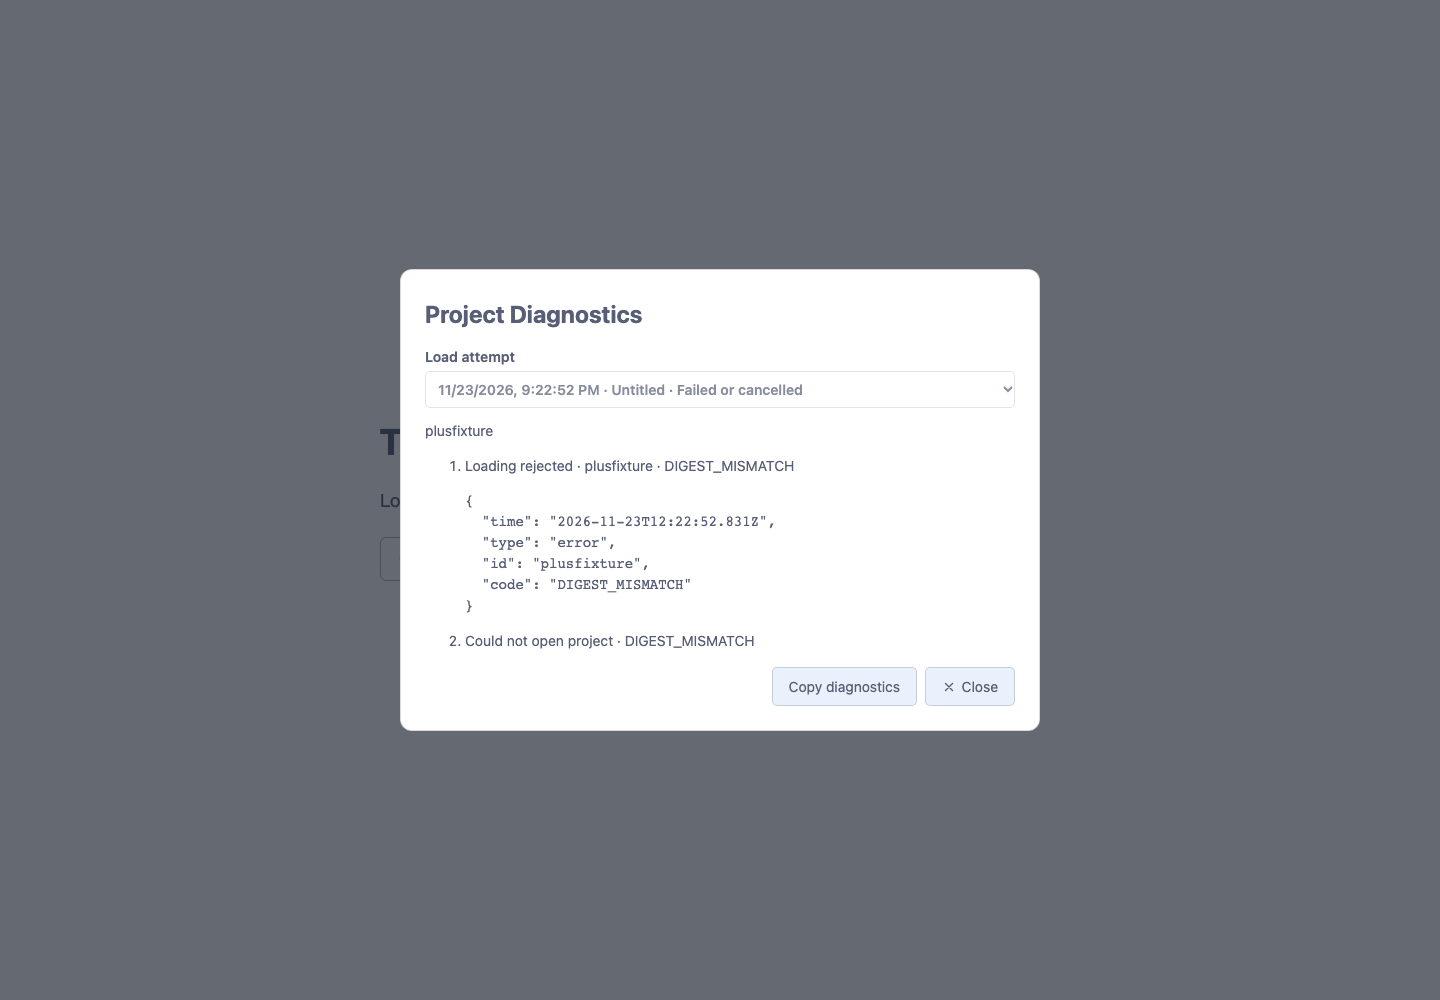 Project Diagnostics
Load attempt
11/23/2026, 9:22:52 PM · Untitled · Failed or cancelled
plusfixture
1. Loading rejected · plusfixture · DIGEST_MISMATCH
{
  "time": "2026-11-23T12:22:52.831Z",
  "type": "error",
  "id": "plusfixture",
  "code": "DIGEST_MISMATCH"
}
2. Could not open project · DIGEST_MISMATCH
Copy diagnostics
Close